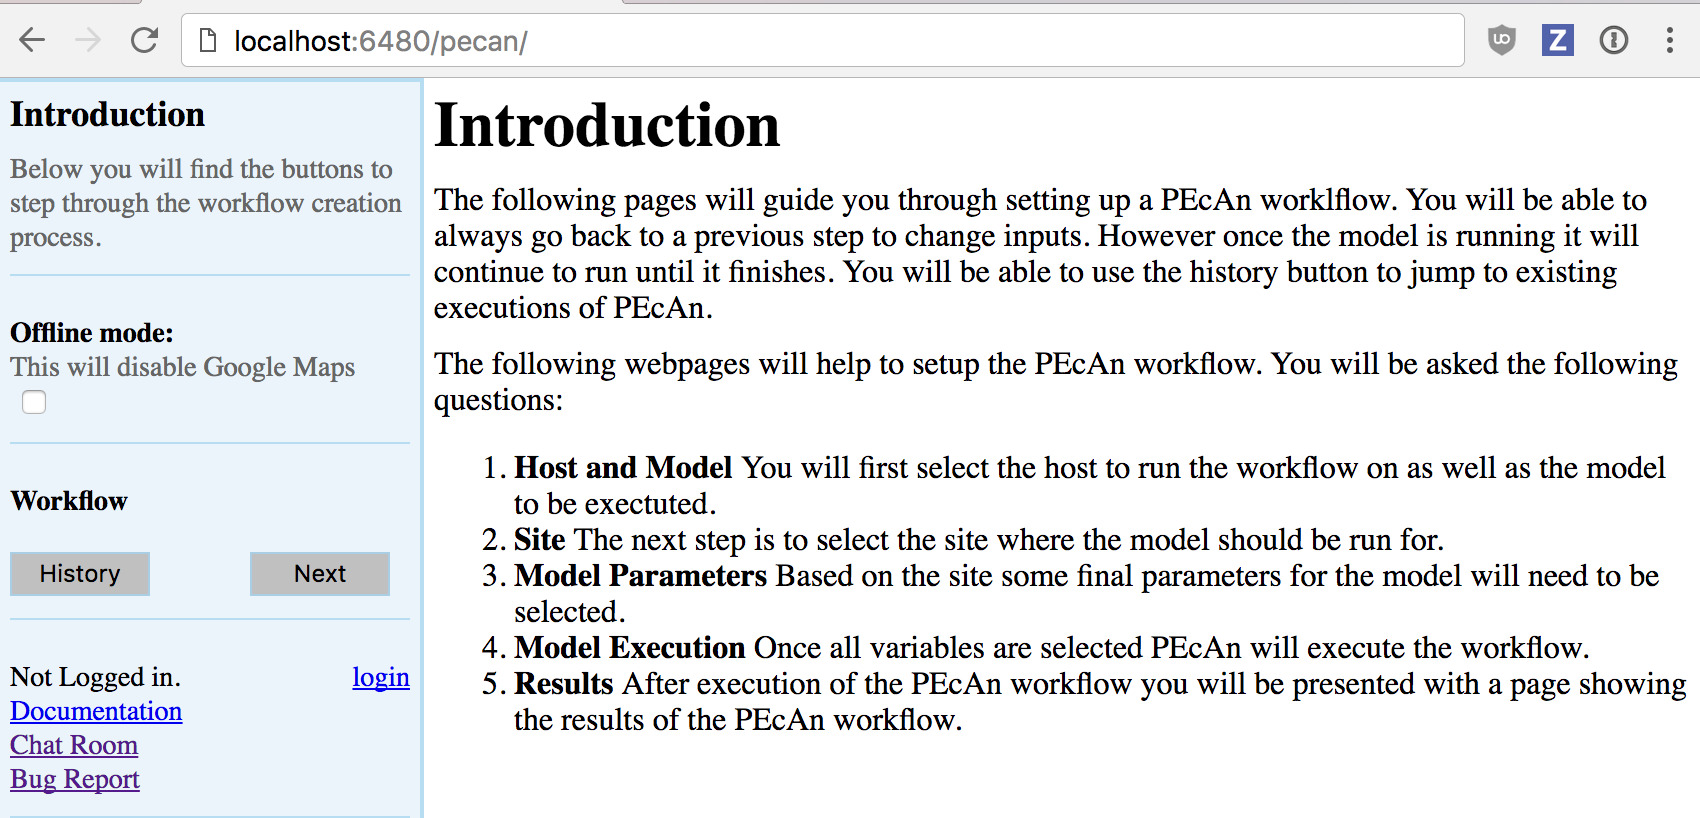 localhost:6480/pecan/
Introduction
Below you will find the buttons to
step through the workflow creation
process.
Offline mode:
This will disable Google Maps
Workflow
History Next
Not Logged in. login
Documentation
Chat Room
Bug Report
Introduction
The following pages will guide you through setting up a PEcAn worklflow. You will be able to
always go back to a previous step to change inputs. However once the model is running it will
continue to run until it finishes. You will be able to use the history button to jump to existing
executions of PEcAn.
The following webpages will help to setup the PEcAn workflow. You will be asked the following
questions:
1. Host and Model You will first select the host to run the workflow on as well as the model
to be exectuted.
2. Site The next step is to select the site where the model should be run for.
3. Model Parameters Based on the site some final parameters for the model will need to be
selected.
4. Model Execution Once all variables are selected PEcAn will execute the workflow.
5. Results After execution of the PEcAn workflow you will be presented with a page showing
the results of the PEcAn workflow.